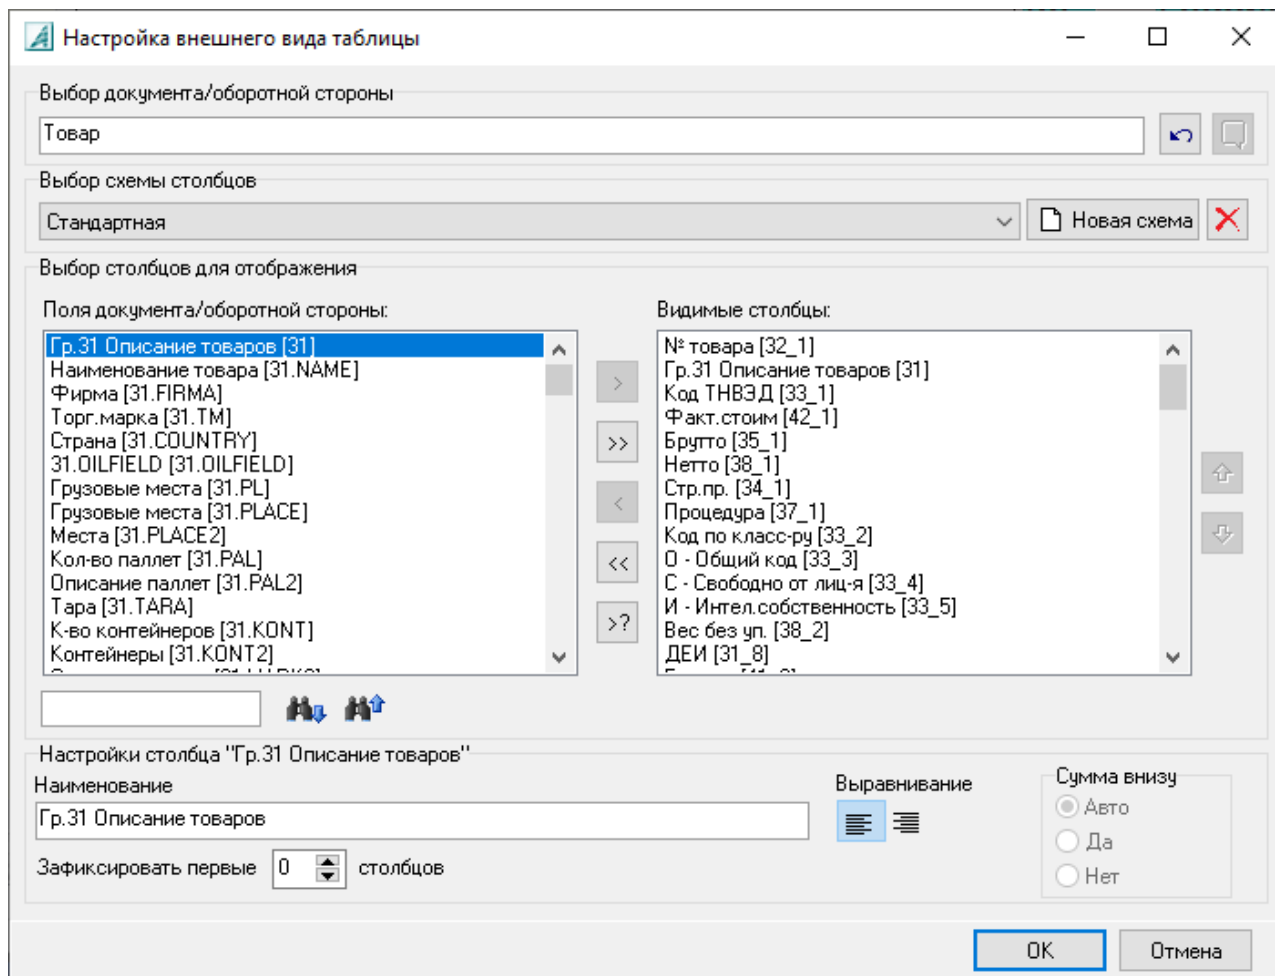 Настройка внешнего вида таблицы
Выбор документа/оборотной стороны
Товар
Выбор схемы столбцов
Стандартная
Новая схема
Выбор столбцов для отображения
Поля документа/оборотной стороны:
Гр.31 Описание товаров [31]
Наименование товара [31.NAME]
Фирма [31.FIRMA]
Торг.марка [31.TM]
Страна [31.COUNTRY]
31.OILFIELD [31.OILFIELD]
Грузовые места [31.PL]
Грузовые места [31.PLACE]
Места [31.PLACE2]
Кол-во паллет [31.PAL]
Описание паллет [31.PAL2]
Тара [31.TARA]
К-во контейнеров [31.KONT]
Контейнеры [31.KONT2]
>
>>
<
<<
>?
Видимые столбцы:
№ товара [32_1]
Гр.31 Описание товаров [31]
Код ТНВЭД [33_1]
Факт.стоим [42_1]
Брутто [35_1]
Нетто [38_1]
Стр.пр. [34_1]
Процедура [37_1]
Код по класс-ру [33_2]
О - Общий код [33_3]
С - Свободно от лиц-я [33_4]
И - Интел.собственность [33_5]
Вес без уп. [38_2]
ДЕИ [31_8]
Настройки столбца "Гр.31 Описание товаров"
Наименование
Гр.31 Описание товаров
Выравнивание
Сумма внизу
Авто
Да
Нет
Зафиксировать первые 0 столбцов
OK
Отмена